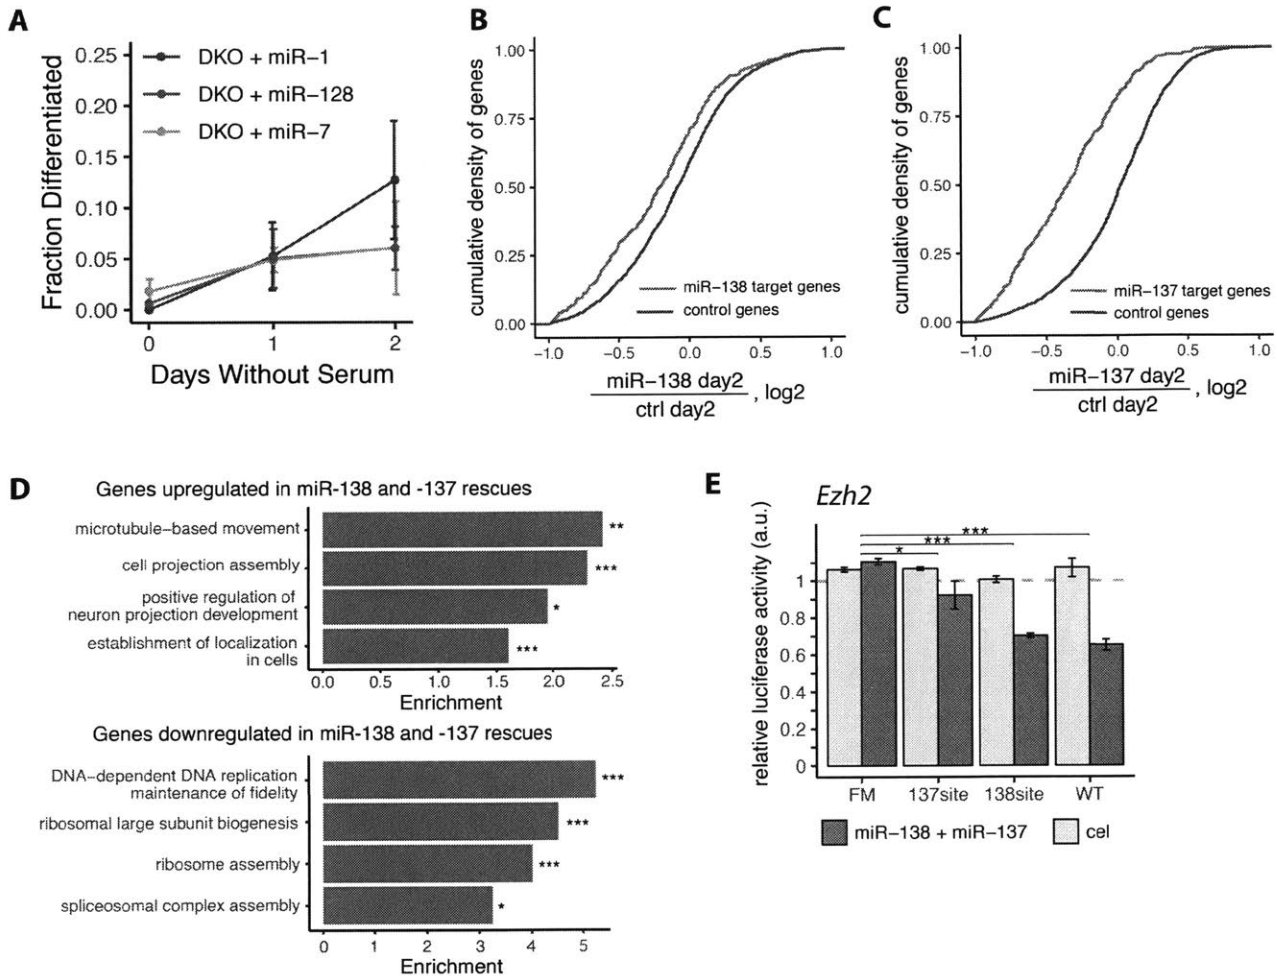 A
Fraction Differentiated
0.25
0.20
0.15
0.10
0.05
0.00
DKO + miR−1
DKO + miR−128
DKO + miR−7
0 1 2
Days Without Serum
B
cumulative density of genes
1.00
0.75
0.50
0.25
0.00
miR−138 target genes
control genes
−1.0 −0.5 0.0 0.5 1.0
miR−138 day2
ctrl day2
, log2
C
cumulative density of genes
1.00
0.75
0.50
0.25
0.00
miR−137 target genes
control genes
−1.0 −0.5 0.0 0.5 1.0
miR−137 day2
ctrl day2
, log2
D
Genes upregulated in miR-138 and -137 rescues
microtubule−based movement **
cell projection assembly ***
positive regulation of
neuron projection development *
establishment of localization
in cells ***
0.0 0.5 1.0 1.5 2.0 2.5
Enrichment
Genes downregulated in miR-138 and -137 rescues
DNA−dependent DNA replication
maintenance of fidelity ***
ribosomal large subunit biogenesis ***
ribosome assembly ***
spliceosomal complex assembly *
0 1 2 3 4 5
Enrichment
E
Ezh2
relative luciferase activity (a.u.)
***
***
*
1
0.8
0.6
0.4
0.2
0
FM 137site 138site WT
miR−138 + miR−137 cel